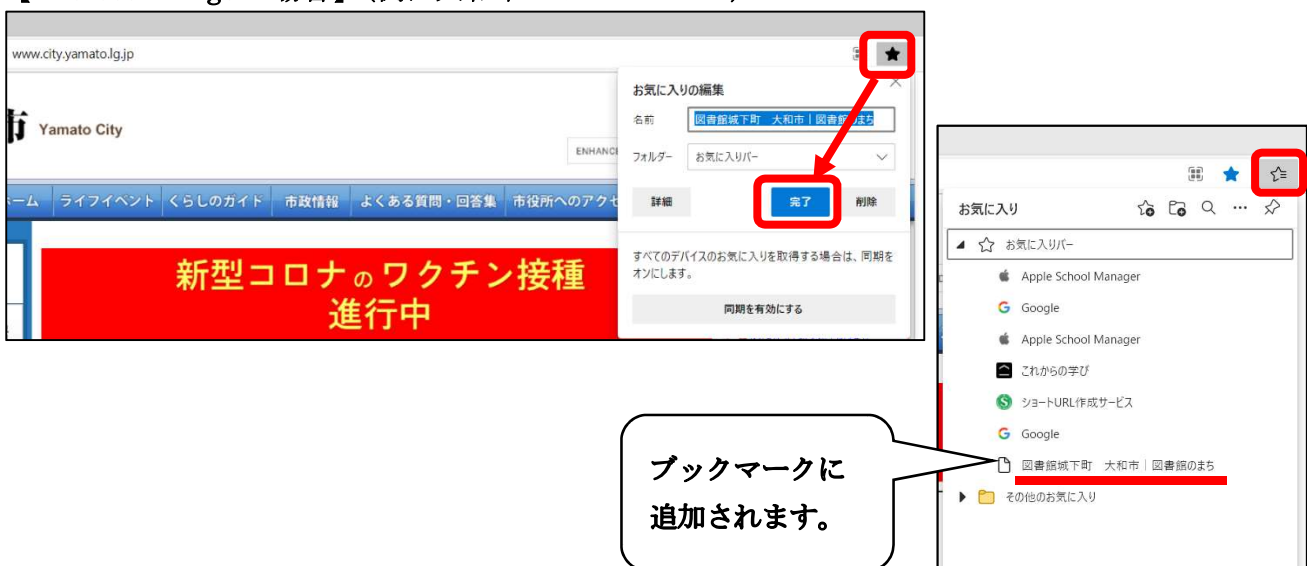 www.city.yamato.lg.jp
市 Yamato City
ENHANCE
ホーム ライフイベント くらしのガイド 市政情報 よくある質問・回答集 市役所へのアクセ
新型コロナのワクチン接種
進行中
お気に入りの編集
名前 図書館城下町 大和市|図書館のまち
フォルダー お気に入りバー
詳細 完了 削除
すべてのデバイスのお気に入りを取得する場合は、同期を
オンにします。
同期を有効にする
お気に入り
お気に入りバー
Apple School Manager
Google
Apple School Manager
これからの学び
ショートURL作成サービス
Google
図書館城下町 大和市|図書館のまち
その他のお気に入り
ブックマークに
追加されます。